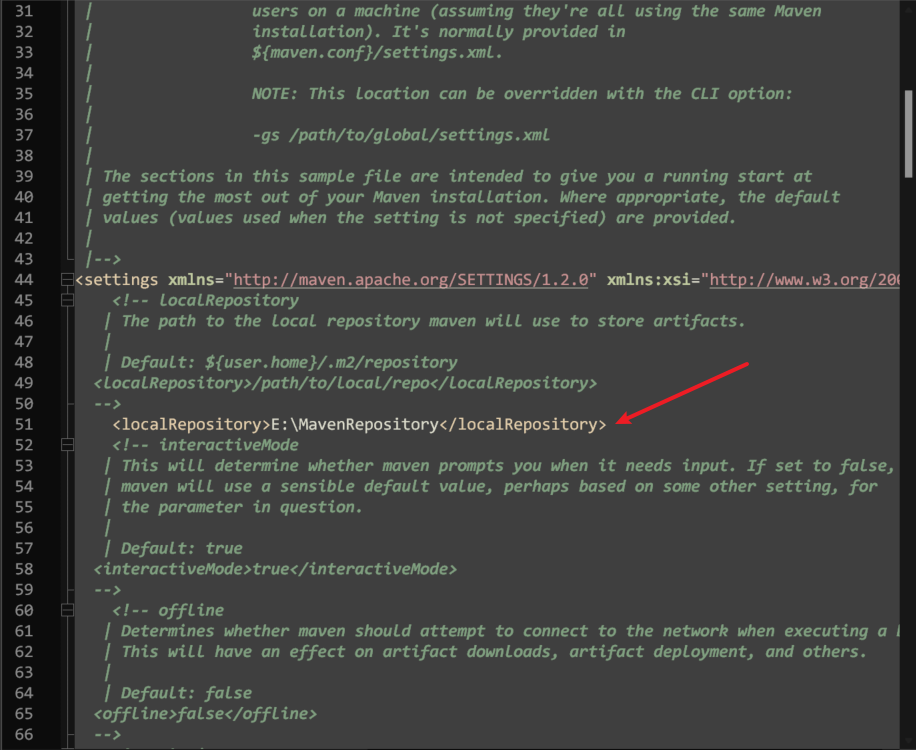 31 | users on a machine (assuming they're all using the same Maven
32 | installation). It's normally provided in
33 | ${maven.conf}/settings.xml.
34 |
35 | NOTE: This location can be overridden with the CLI option:
36 |
37 | -gs /path/to/global/settings.xml
38 |
39 | The sections in this sample file are intended to give you a running start at
40 | getting the most out of your Maven installation. Where appropriate, the default
41 | values (values used when the setting is not specified) are provided.
42 |
43 |-->
44 <settings xmlns="http://maven.apache.org/SETTINGS/1.2.0" xmlns:xsi="http://www.w3.org/200
45 <!-- localRepository
46 | The path to the local repository maven will use to store artifacts.
47 |
48 | Default: ${user.home}/.m2/repository
49 <localRepository>/path/to/local/repo</localRepository>
50 -->
51 <localRepository>E:\MavenRepository</localRepository>
52 <!-- interactiveMode
53 | This will determine whether maven prompts you when it needs input. If set to false,
54 | maven will use a sensible default value, perhaps based on some other setting, for
55 | the parameter in question.
56 |
57 | Default: true
58 <interactiveMode>true</interactiveMode>
59 -->
60 <!-- offline
61 | Determines whether maven should attempt to connect to the network when executing a
62 | This will have an effect on artifact downloads, artifact deployment, and others.
63 |
64 | Default: false
65 <offline>false</offline>
66 -->